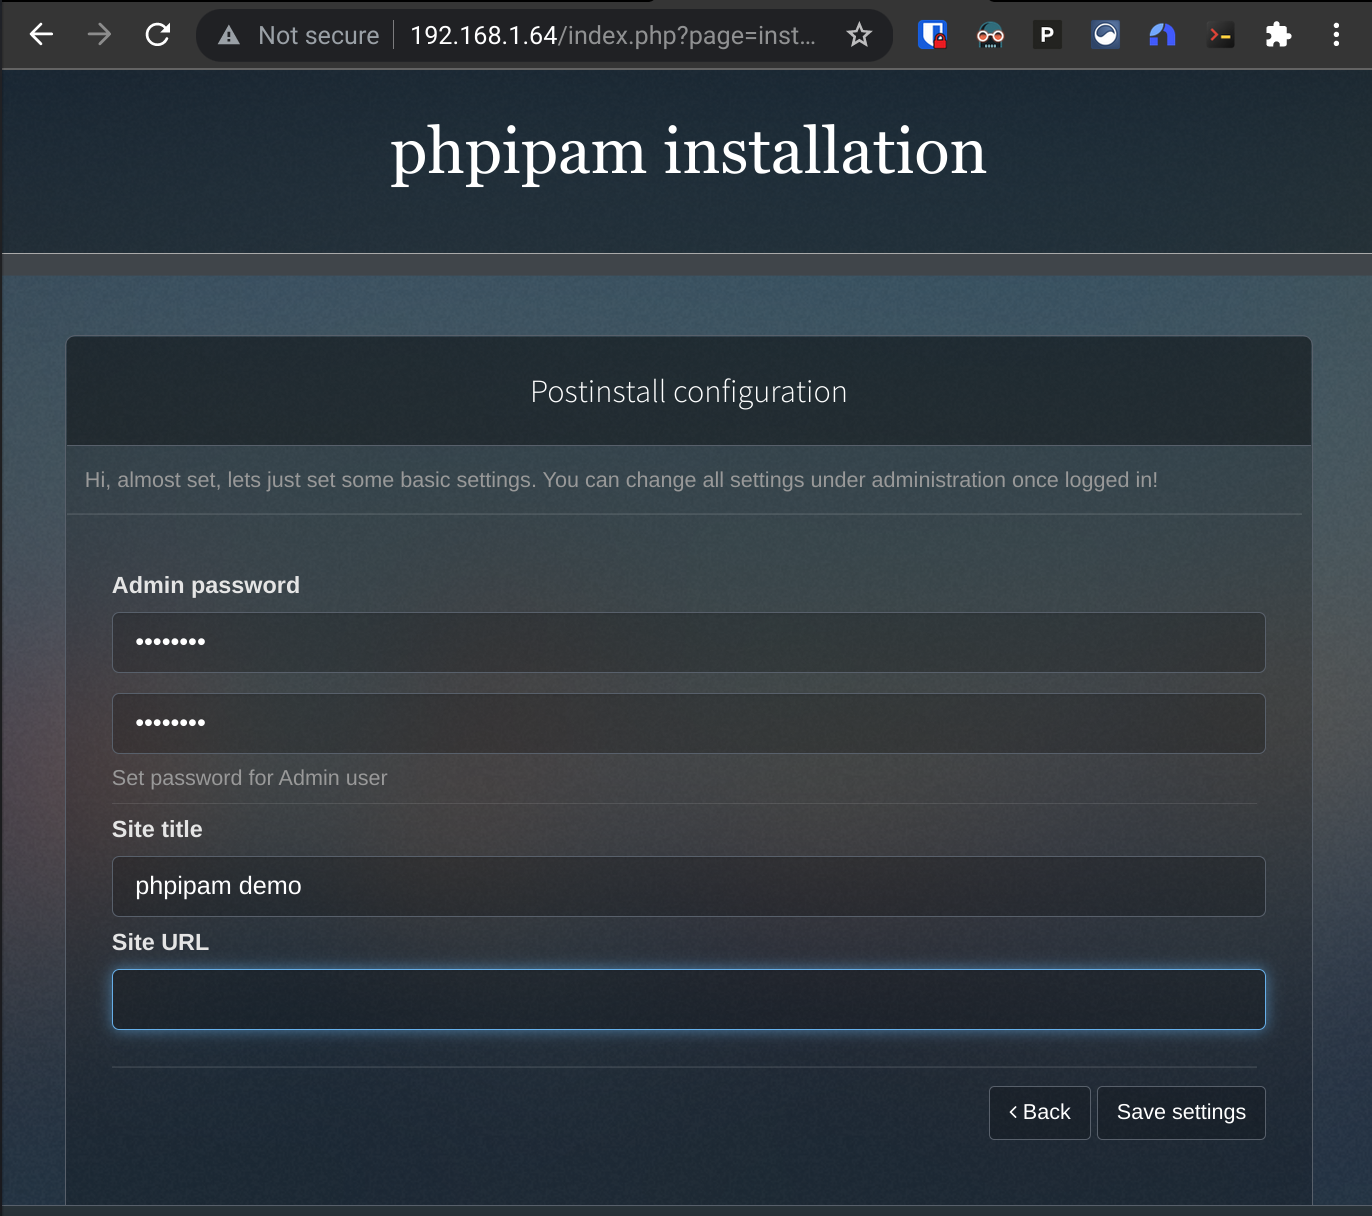 Not secure 192.168.1.64/index.php?page=inst...
P
phpipam installation
Postinstall configuration
Hi, almost set, lets just set some basic settings. You can change all settings under administration once logged in!
Admin password
••••••••
••••••••
Set password for Admin user
Site title
phpipam demo
Site URL
‹ Back Save settings